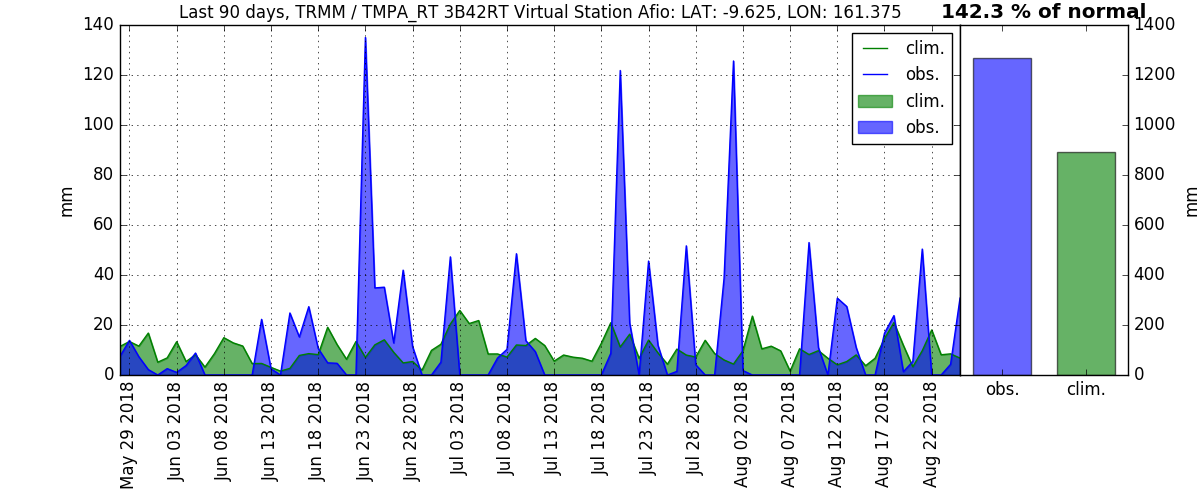 Last 90 days, TRMM / TMPA_RT 3B42RT Virtual Station Afio: LAT: -9.625, LON: 161.375
142.3 % of normal
mm
140
120
100
80
60
40
20
0
clim.
obs.
clim.
obs.
1400
1200
1000
800
600
400
200
0
mm
May 29 2018
Jun 03 2018
Jun 08 2018
Jun 13 2018
Jun 18 2018
Jun 23 2018
Jun 28 2018
Jul 03 2018
Jul 08 2018
Jul 13 2018
Jul 18 2018
Jul 23 2018
Jul 28 2018
Aug 02 2018
Aug 07 2018
Aug 12 2018
Aug 17 2018
Aug 22 2018
obs.
clim.